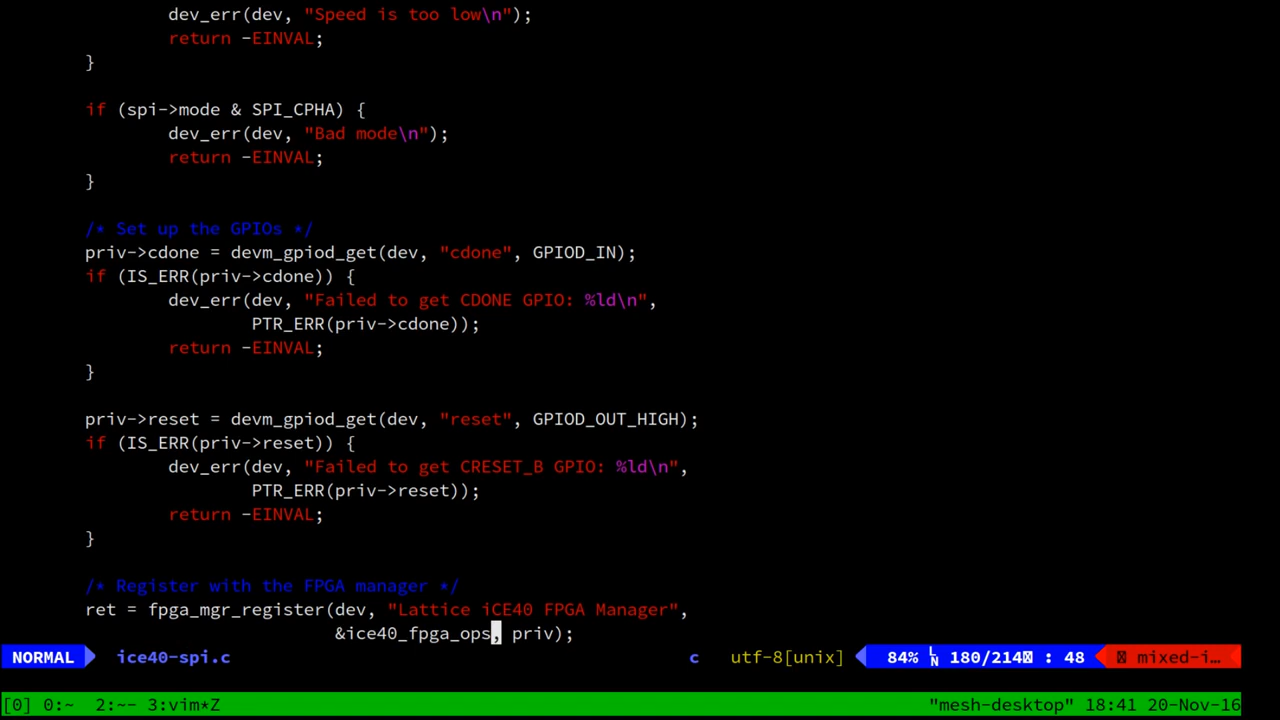 dev_err(dev, "Speed is too low\n");
return -EINVAL;
}
if (spi->mode & SPI_CPHA) {
dev_err(dev, "Bad mode\n");
return -EINVAL;
}
/* Set up the GPIOs */
priv->cdone = devm_gpiod_get(dev, "cdone", GPIOD_IN);
if (IS_ERR(priv->cdone)) {
dev_err(dev, "Failed to get CDONE GPIO: %ld\n",
PTR_ERR(priv->cdone));
return -EINVAL;
}
priv->reset = devm_gpiod_get(dev, "reset", GPIOD_OUT_HIGH);
if (IS_ERR(priv->reset)) {
dev_err(dev, "Failed to get CRESET_B GPIO: %ld\n",
PTR_ERR(priv->reset));
return -EINVAL;
}
/* Register with the FPGA manager */
ret = fpga_mgr_register(dev, "Lattice iCE40 FPGA Manager",
&ice40_fpga_ops, priv);
NORMAL ice40-spi.c c utf-8[unix] 84% LN 180/214 : 48 mixed-i…
[0] 0:~ 2:~- 3:vim*Z "mesh-desktop" 18:41 20-Nov-16